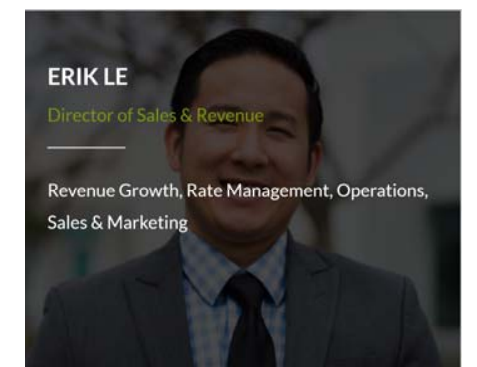 ERIK LE
Director of Sales & Revenue
Revenue Growth, Rate Management, Operations,
Sales & Marketing